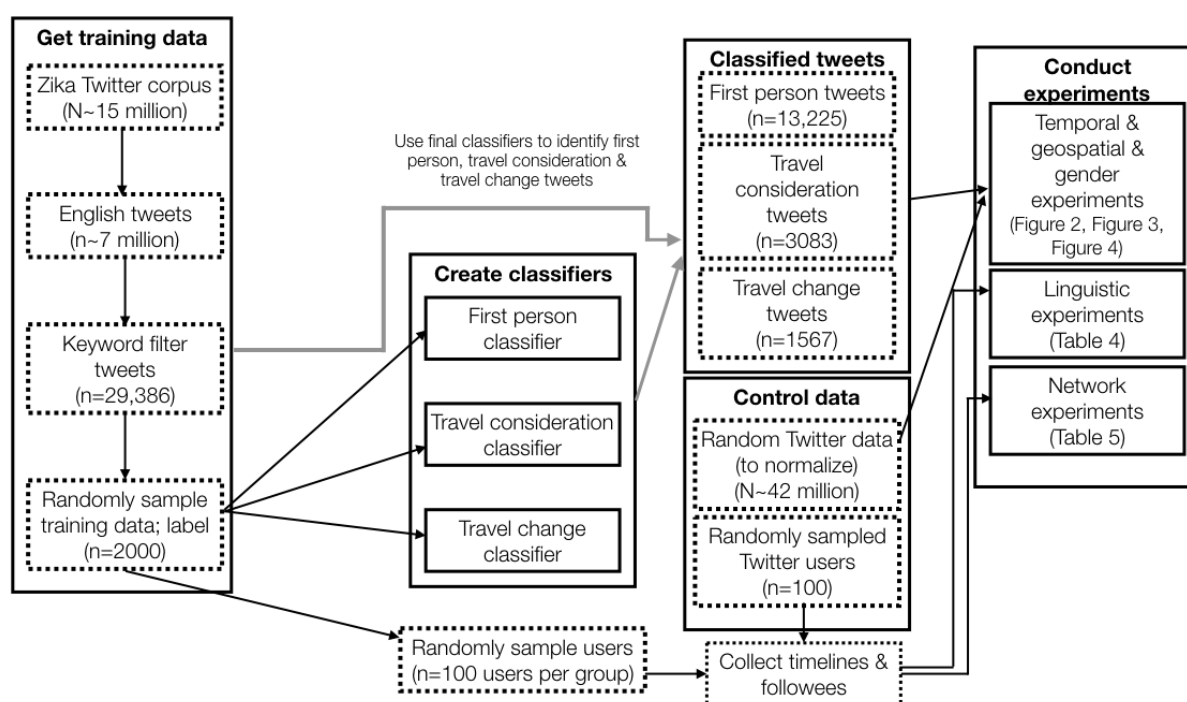 Get training data
Zika Twitter corpus
(N~15 million)
English tweets
(n~7 million)
Keyword filter
tweets
(n=29,386)
Randomly sample
training data; label
(n=2000)
Use final classifiers to identify first
person, travel consideration &
travel change tweets
Create classifiers
First person
classifier
Travel consideration
classifier
Travel change
classifier
Randomly sample users
(n=100 users per group)
Classified tweets
First person tweets
(n=13,225)
Travel
consideration
tweets
(n=3083)
Travel change
tweets
(n=1567)
Control data
Random Twitter data
(to normalize)
(N~42 million)
Randomly sampled
Twitter users
(n=100)
Collect timelines &
followees
Conduct
experiments
Temporal &
geospatial &
gender
experiments
(Figure 2, Figure 3,
Figure 4)
Linguistic
experiments
(Table 4)
Network
experiments
(Table 5)